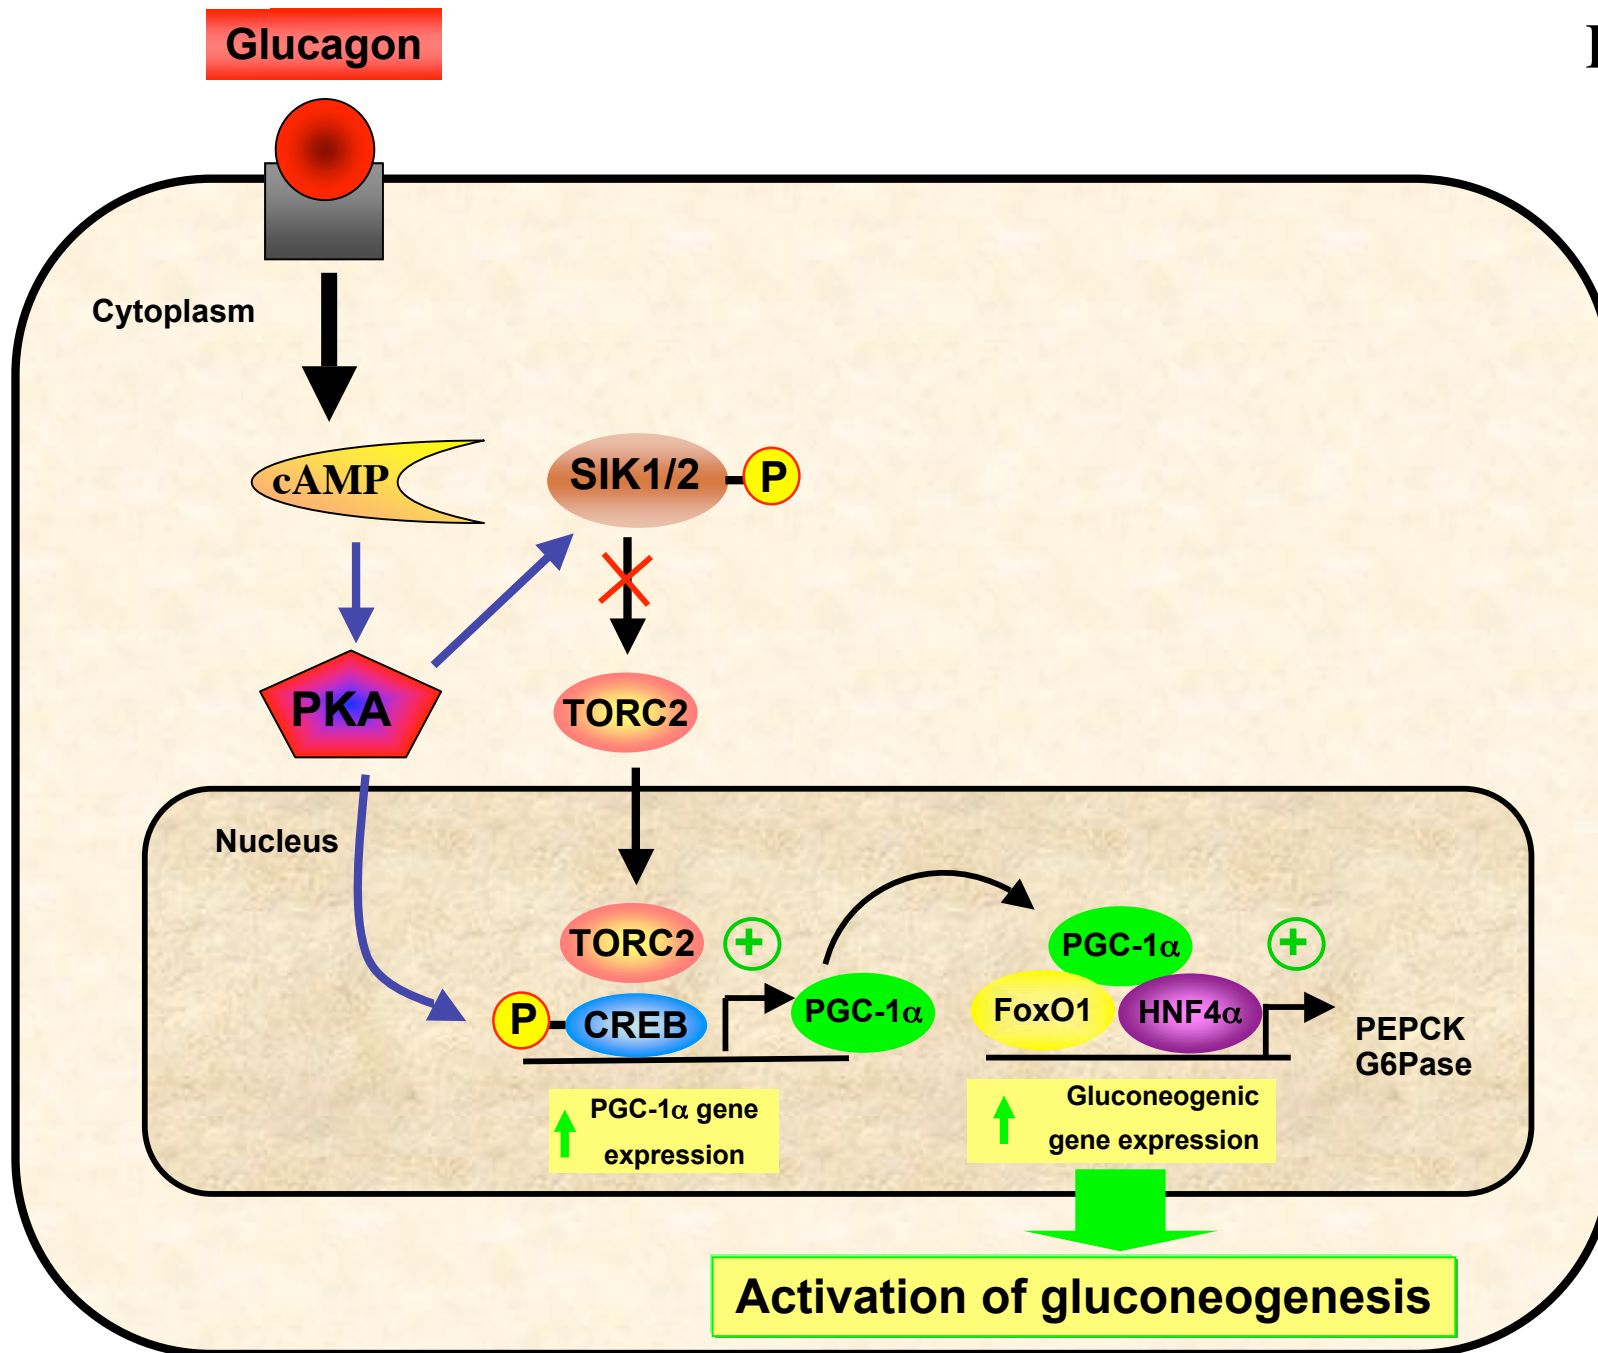 Glucagon
Cytoplasm
cAMP
SIK1/2
P
PKA
TORC2
Nucleus
TORC2
+
P
CREB
PGC-1α
PGC-1α
+
FoxO1
HNF4α
PEPCK
G6Pase
PGC-1α gene
expression
Gluconeogenic
gene expression
Activation of gluconeogenesis